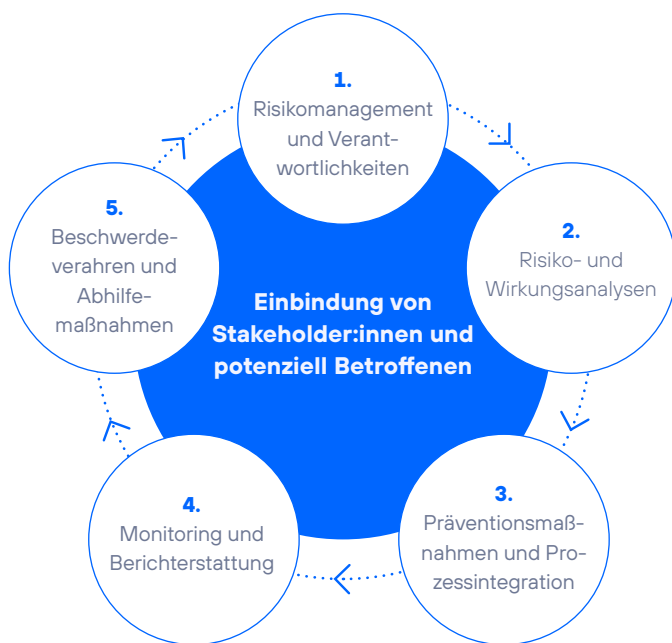 1.
Risikomanagement
und Verant-
wortlichkeiten
2.
Risiko- und
Wirkungsanalysen
3.
Präventionsmaß-
nahmen und Pro-
zessintegration
4.
Monitoring und
Berichterstattung
5.
Beschwerde-
verahren und
Abhilfe-
maßnahmen
Einbindung von
Stakeholder:innen und
potenziell Betroffenen